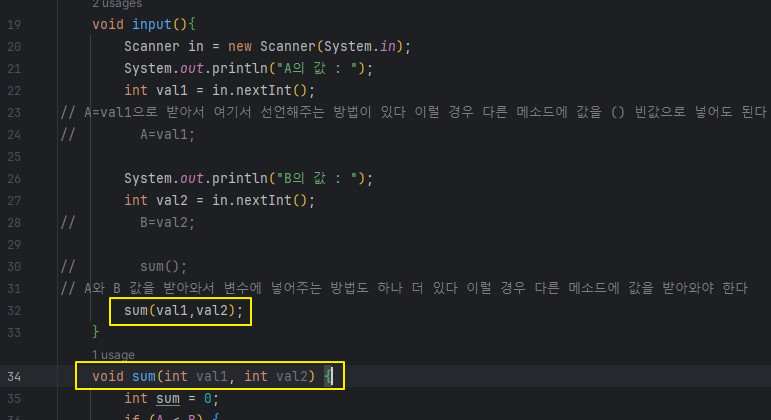 2 usages
19 void input(){
20 Scanner in = new Scanner(System.in);
21 System.out.println("A의 값 : ");
22 int val1 = in.nextInt();
23 // A=val1으로 받아서 여기서 선언해주는 방법이 있다 이럴 경우 다른 메소드에 값을 () 빈값으로 넣어도 된다
24 // A=val1;
25
26 System.out.println("B의 값 : ");
27 int val2 = in.nextInt();
28 // B=val2;
29
30 // sum();
31 // A와 B 값을 받아와서 변수에 넣어주는 방법도 하나 더 있다 이럴 경우 다른 메소드에 값을 받아와야 한다
32 sum(val1,val2);
33 }
1 usage
34 void sum(int val1, int val2) {
35 int sum = 0;
36 if (A < B) {